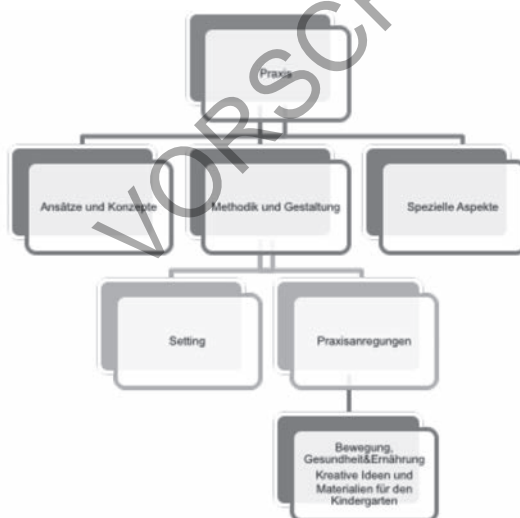 Praxis
Ansätze und Konzepte
Methodik und Gestaltung
Spezielle Aspekte
Setting
Praxisanregungen
Bewegung,
Gesundheit&Ernährung
Kreative Ideen und
Materialien für den
Kindergarten
VORSCH